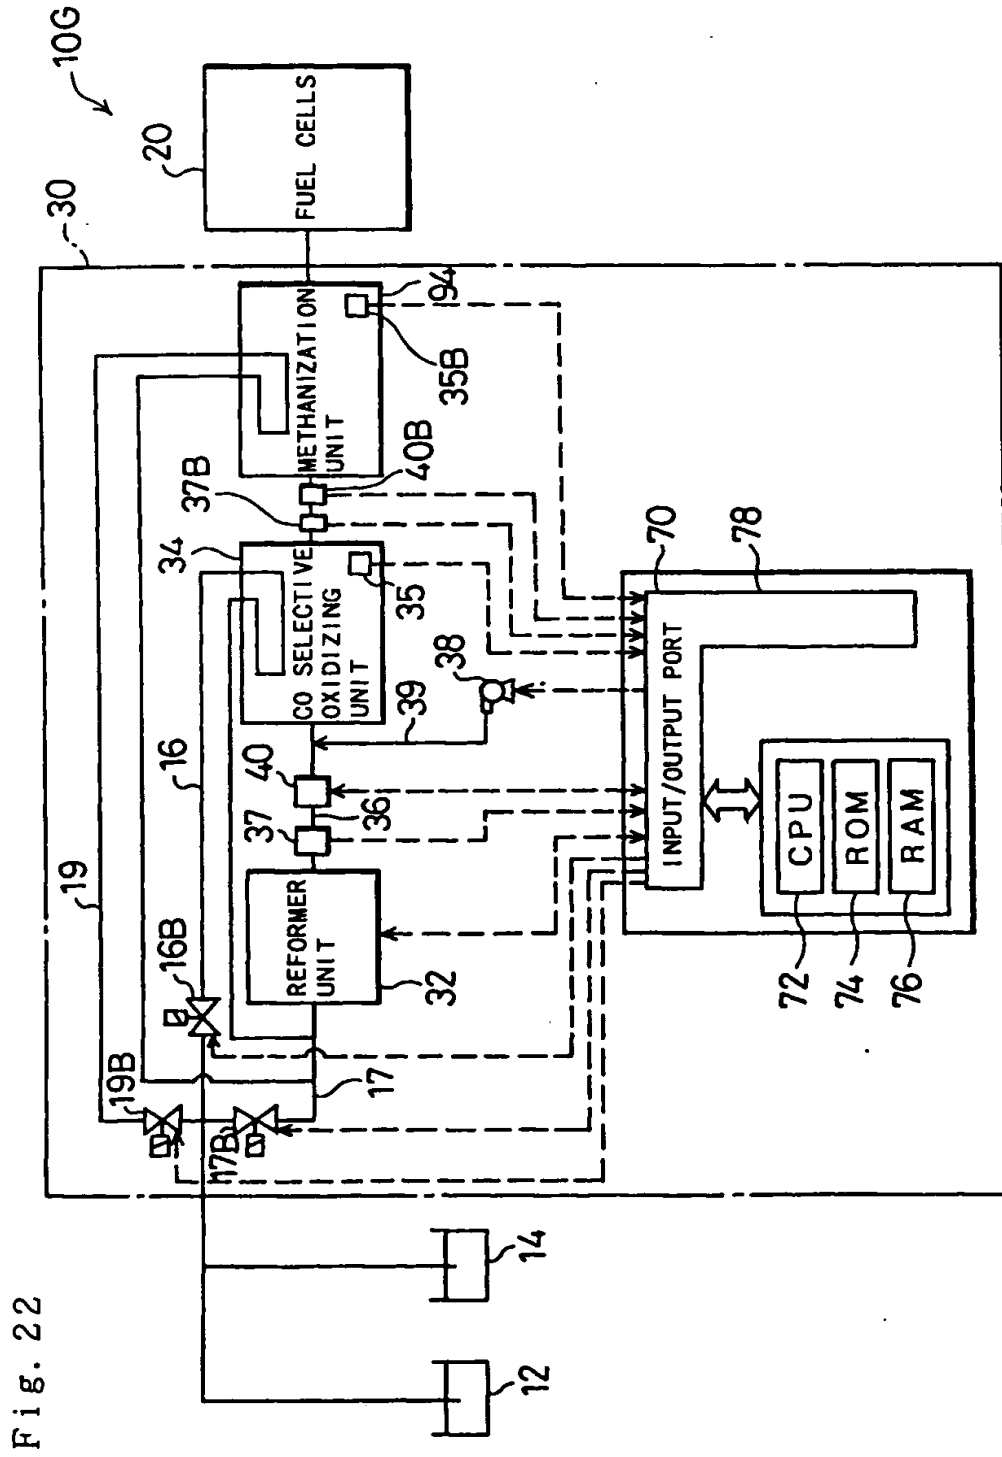 Fig. 22
10G
20
FUEL CELLS
30
94
METHANIZATION
UNIT
35B
40B
37B
34
CO SELECTIVE
OXIDIZING
UNIT
35
38
39
16
40
36
37
19
16B
REFORMER
UNIT
32
19B
17B
17
14
12
70
78
INPUT/OUTPUT PORT
CPU
ROM
RAM
72
74
76